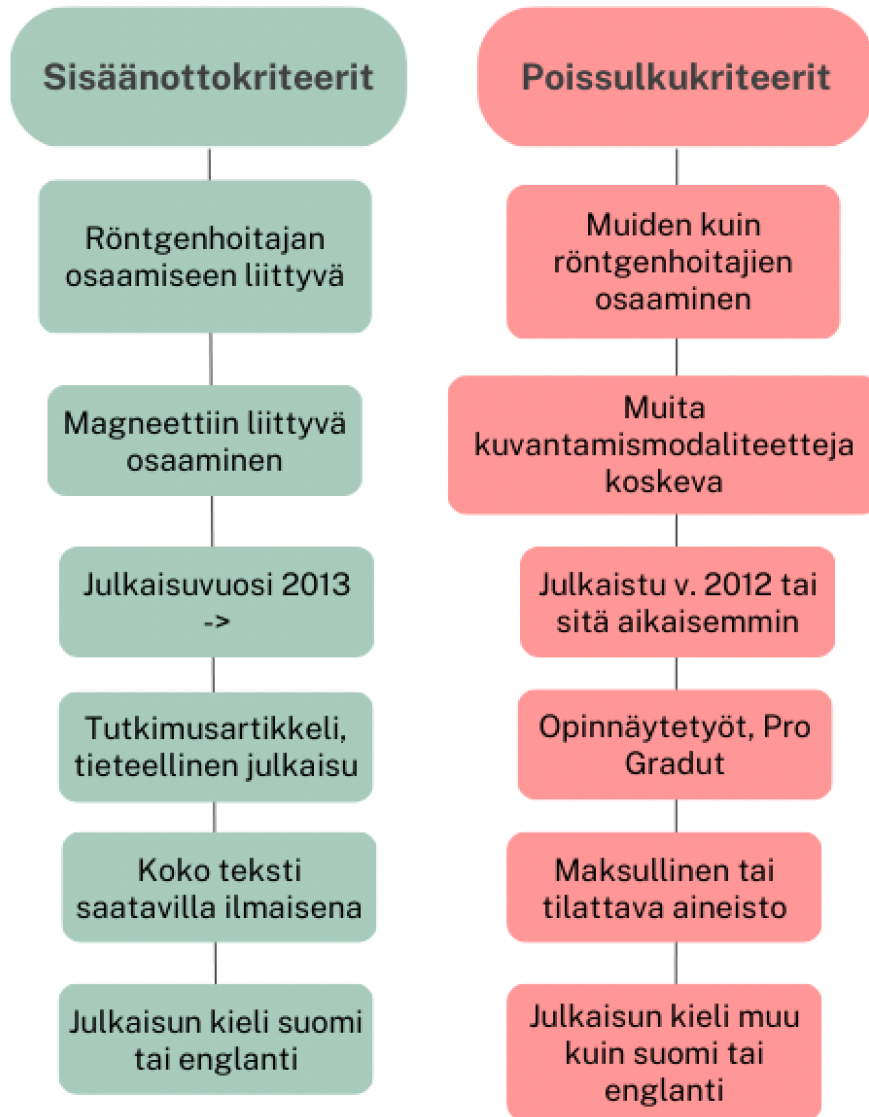 Sisäänottokriteerit
Röntgenhoitajan
osaamiseen liittyvä
Magneettiin liittyvä
osaaminen
Julkaisuvuosi 2013
->
Tutkimusartikkeli,
tieteellinen julkaisu
Koko teksti
saatavilla ilmaisena
Julkaisun kieli suomi
tai englanti
Poissulkukriteerit
Muiden kuin
röntgenhoitajien
osaaminen
Muita
kuvantamismodaliteetteja
koskeva
Julkaistu v. 2012 tai
sitä aikaisemmin
Opinnäytetyöt, Pro
Gradut
Maksullinen tai
tilattava aineisto
Julkaisun kieli muu
kuin suomi tai
englanti